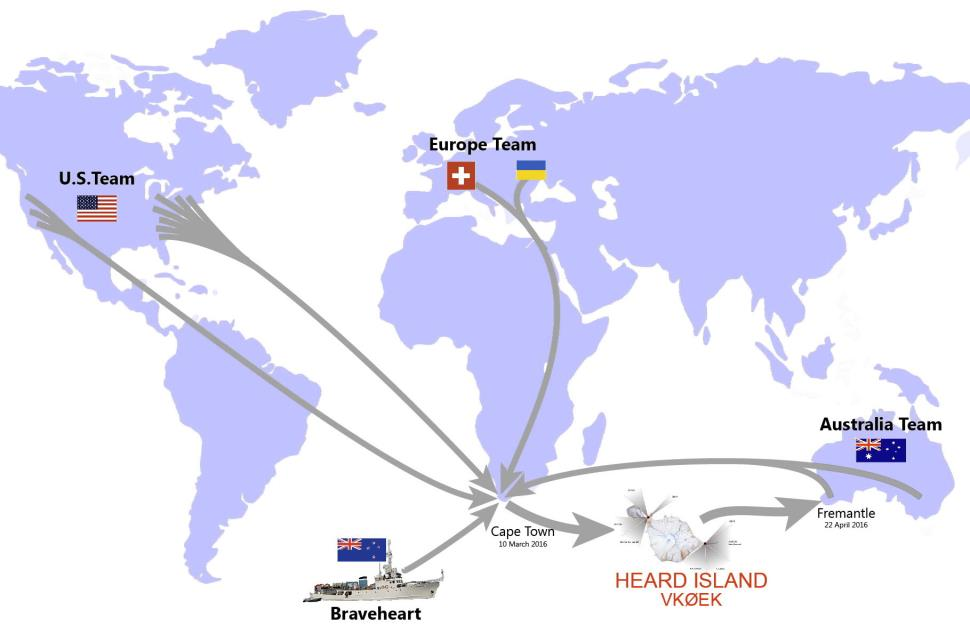 Europe Team
U.S.Team
Australia Team
Fremantle
22 April 2016
Cape Town
10 March 2016
HEARD ISLAND
VKØEK
Braveheart